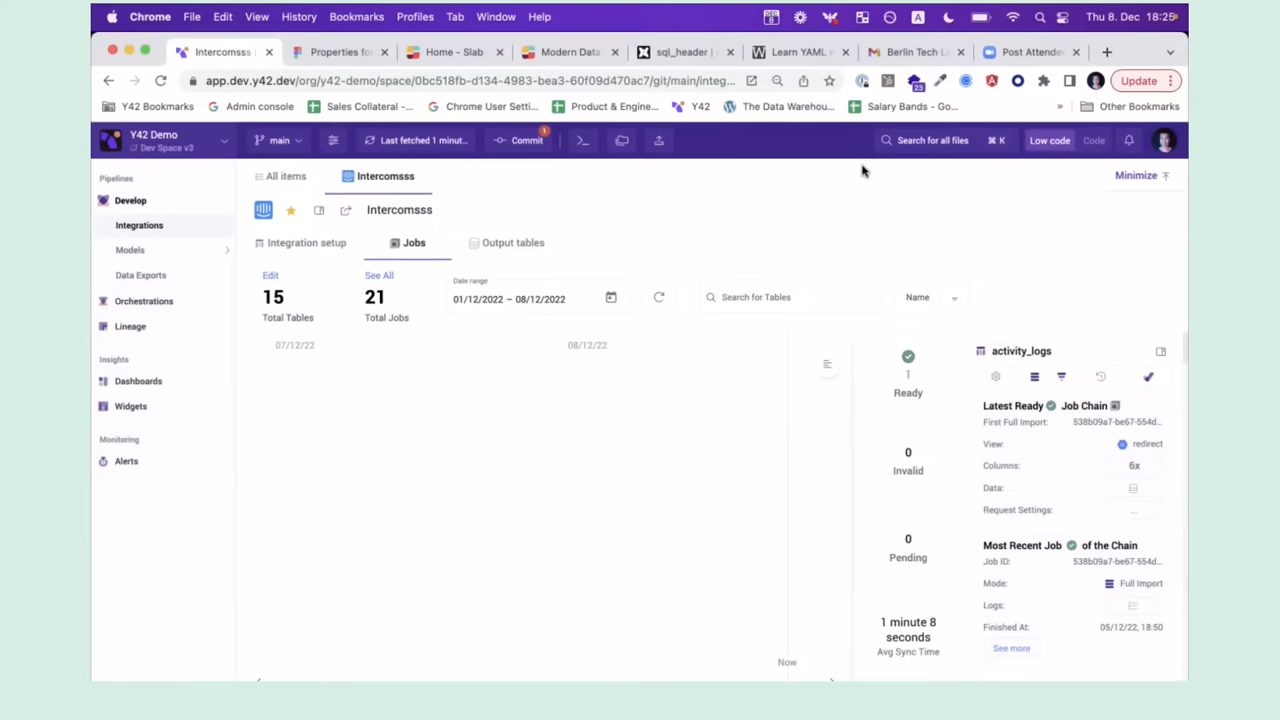 Chrome File Edit View History Bookmarks Profiles Tab Window Help DEC 8 A Thu 8. Dec 18:25
Intercomsss Properties for Home - Slab Modern Data sql_header | Learn YAML Berlin Tech L Post Attende
app.dev.y42.dev/org/y42-demo/space/0bc518fb-d134-4983-bea3-60f09d470ac7/git/main/integ... 23 Update
Y42 Bookmarks Admin console Sales Collateral -... Chrome User Setti... Product & Engine... Y42 The Data Warehou... Salary Bands - Go... » Other Bookmarks
Y42 Demo
Dev Space v3
main Last fetched 1 minut... Commit 1 Search for all files ⌘ K Low code Code
Pipelines
Develop
Integrations
Models
Data Exports
Orchestrations
Lineage
Insights
Dashboards
Widgets
Monitoring
Alerts
All items Intercomsss Minimize
Intercomsss
Integration setup Jobs Output tables
Edit See All
15 21
Total Tables Total Jobs
Date range
01/12/2022 – 08/12/2022
Search for Tables Name
07/12/22 08/12/22
Now
1
Ready
0
Invalid
0
Pending
1 minute 8
seconds
Avg Sync Time
activity_logs
Latest Ready Job Chain
First Full Import: 538b09a7-be67-554d...
View: redirect
Columns: 6x
Data:
Request Settings: ...
Most Recent Job of the Chain
Job ID: 538b09a7-be67-554d...
Mode: Full Import
Logs:
Finished At: 05/12/22, 18:50
See more